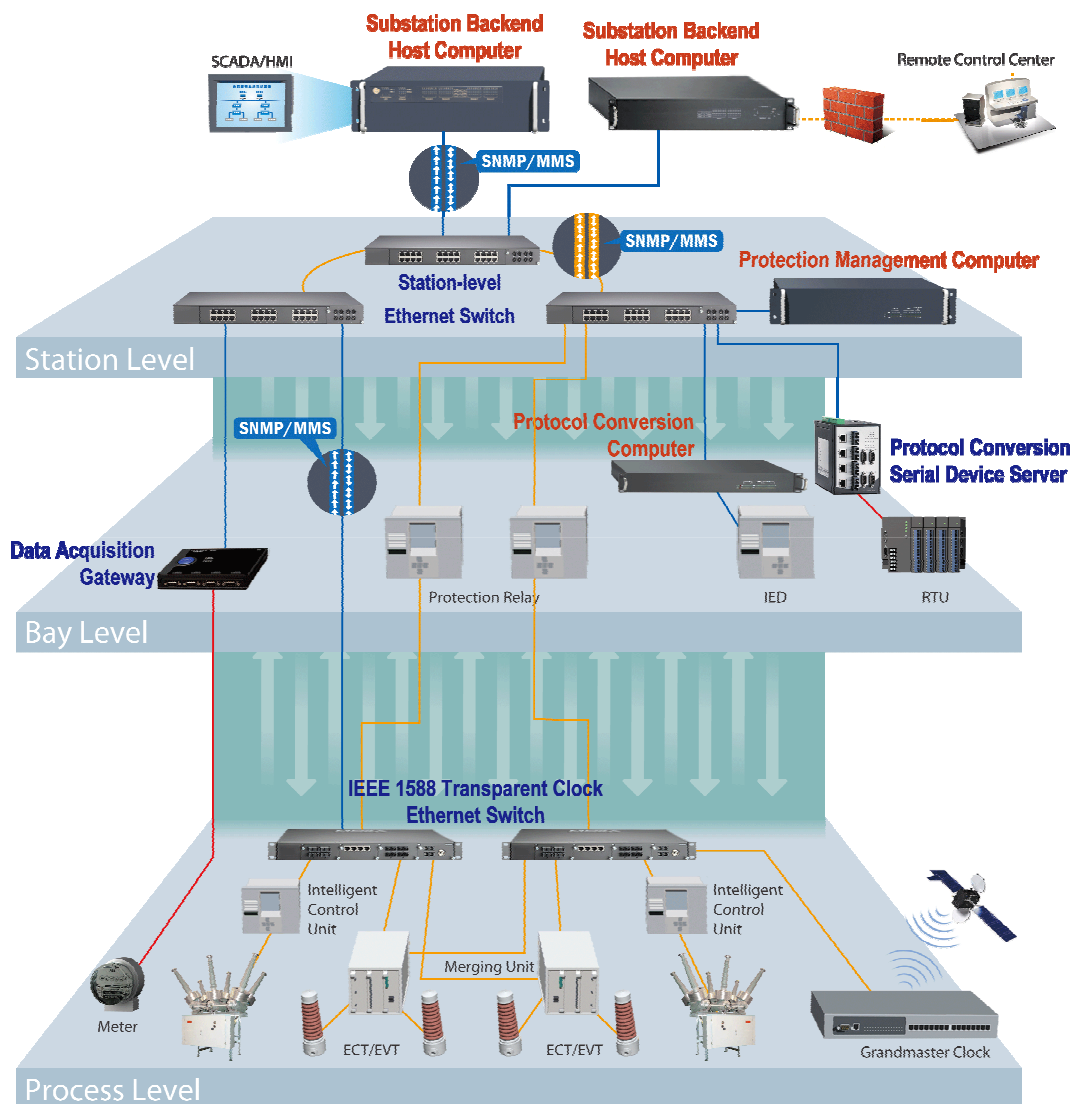 Substation Backend
Host Computer
Substation Backend
Host Computer
SCADA/HMI
Remote Control Center
SNMP/MMS
SNMP/MMS
Protection Management Computer
Station-level
Ethernet Switch
Station Level
SNMP/MMS
Protocol Conversion
Computer
Protocol Conversion
Serial Device Server
Data Acquisition
Gateway
Protection Relay
IED
RTU
Bay Level
IEEE 1588 Transparent Clock
Ethernet Switch
Intelligent
Control
Unit
Intelligent
Control
Unit
Merging Unit
Meter
ECT/EVT
ECT/EVT
Grandmaster Clock
Process Level